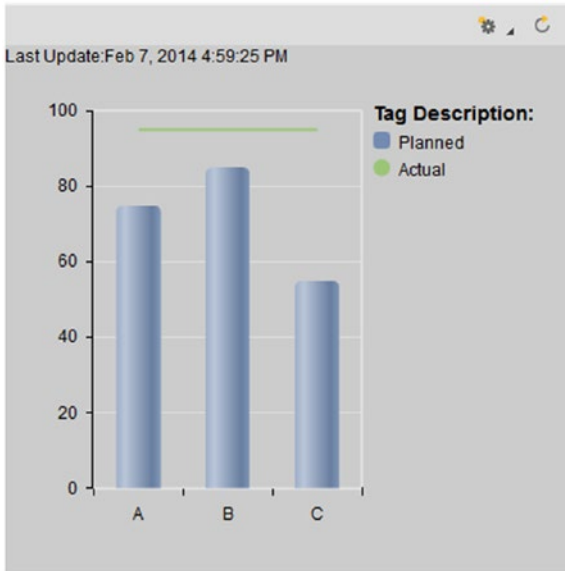 Last Update:Feb 7, 2014 4:59:25 PM
100
80
60
40
20
0
A B C
Tag Description:
Planned
Actual